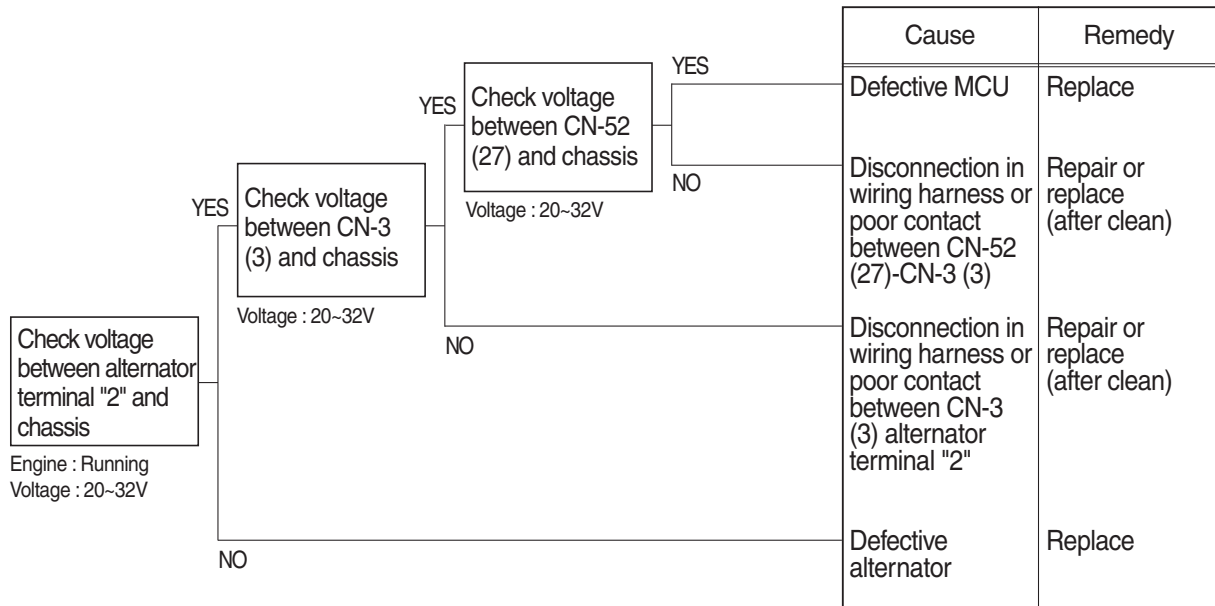 Check voltage
between alternator
terminal "2" and
chassis
Engine : Running
Voltage : 20~32V
YES
NO
Check voltage
between CN-3
(3) and chassis
Voltage : 20~32V
YES
NO
Check voltage
between CN-52
(27) and chassis
Voltage : 20~32V
YES
NO
Cause
Remedy
Defective MCU
Replace
Disconnection in
wiring harness or
poor contact
between CN-52
(27)-CN-3 (3)
Repair or
replace
(after clean)
Disconnection in
wiring harness or
poor contact
between CN-3
(3) alternator
terminal "2"
Repair or
replace
(after clean)
Defective
alternator
Replace